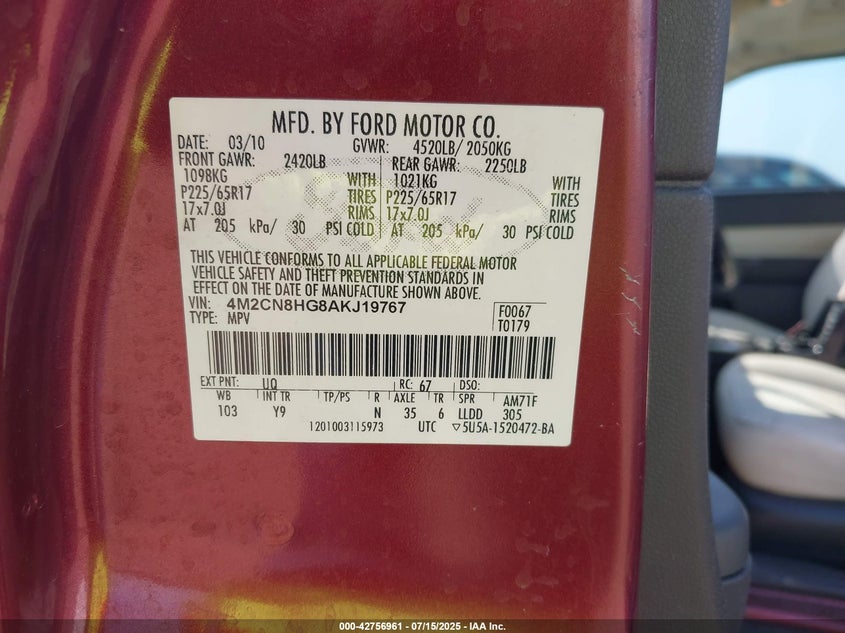 MFD. BY FORD MOTOR CO.
DATE: 03/10 GVWR: 4520LB/ 2050KG
FRONT GAWR: 2420LB REAR GAWR: 2250LB
1098KG WITH 1021KG WITH
P225/65R17 TIRES P225/65R17 TIRES
17x7.0J RIMS 17x7.0J RIMS
AT 205 kPa/ 30 PSI COLD AT 205 kPa/ 30 PSI COLD
THIS VEHICLE CONFORMS TO ALL APPLICABLE FEDERAL MOTOR
VEHICLE SAFETY AND THEFT PREVENTION STANDARDS IN
EFFECT ON THE DATE OF MANUFACTURE SHOWN ABOVE.
VIN: 4M2CN8HG8AKJ19767 F0067
TYPE: MPV T0179
EXT PNT: UQ RC: 67 DSO:
WB INT TR TP/PS R AXLE TR SPR AM71F
103 Y9 N 35 6 LLDD 305
1201003115973 UTC ▽5U5A-1520472-BA
000-42756961 - 07/15/2025 - IAA Inc.